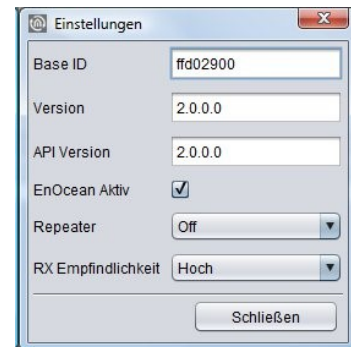 Einstellungen
Base ID ffd02900
Version 2.0.0.0
API Version 2.0.0.0
EnOcean Aktiv
Repeater Off
RX Empfindlichkeit Hoch
Schließen